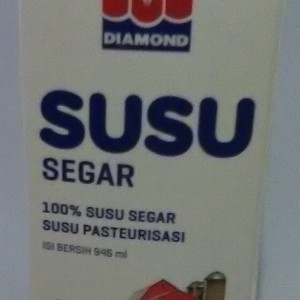 DIAMOND
SUSU
SEGAR
100% SUSU SEGAR
SUSU PASTEURISASI
ISI BERSIH 946 ml